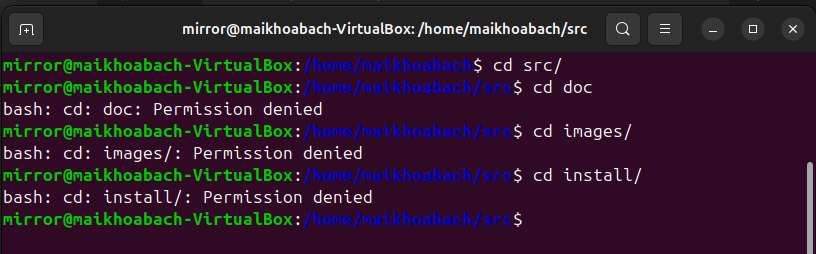 mirror@maikhoabach-VirtualBox: /home/maikhoabach/src
mirror@maikhoabach-VirtualBox:/home/maikhoabach$ cd src/
mirror@maikhoabach-VirtualBox:/home/maikhoabach/src$ cd doc
bash: cd: doc: Permission denied
mirror@maikhoabach-VirtualBox:/home/maikhoabach/src$ cd images/
bash: cd: images/: Permission denied
mirror@maikhoabach-VirtualBox:/home/maikhoabach/src$ cd install/
bash: cd: install/: Permission denied
mirror@maikhoabach-VirtualBox:/home/maikhoabach/src$